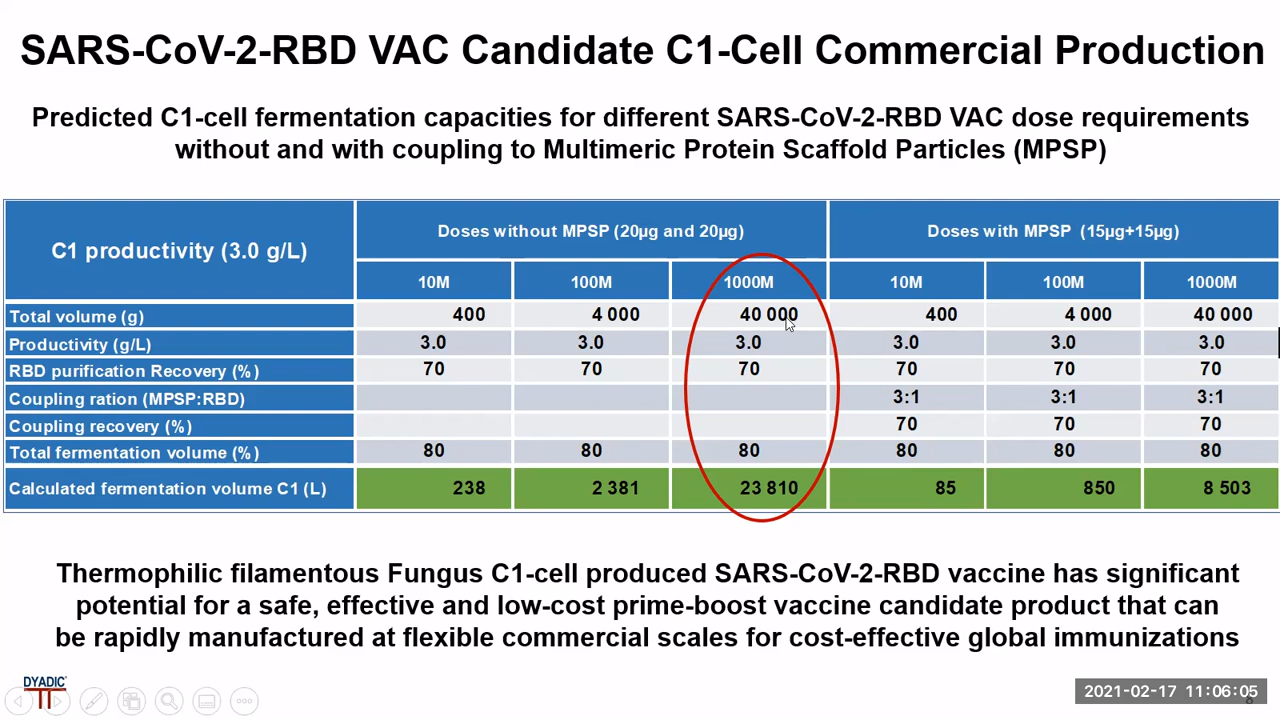 SARS-CoV-2-RBD VAC Candidate C1-Cell Commercial Production
Predicted C1-cell fermentation capacities for different SARS-CoV-2-RBD VAC dose requirements
without and with coupling to Multimeric Protein Scaffold Particles (MPSP)
C1 productivity (3.0 g/L) Doses without MPSP (20µg and 20µg) Doses with MPSP (15µg+15µg)
10M 100M 1000M 10M 100M 1000M
Total volume (g) 400 4 000 40 000 400 4 000 40 000
Productivity (g/L) 3.0 3.0 3.0 3.0 3.0 3.0
RBD purification Recovery (%) 70 70 70 70 70 70
Coupling ration (MPSP:RBD) 3:1 3:1 3:1
Coupling recovery (%) 70 70 70
Total fermentation volume (%) 80 80 80 80 80 80
Calculated fermentation volume C1 (L) 238 2 381 23 810 85 850 8 503
Thermophilic filamentous Fungus C1-cell produced SARS-CoV-2-RBD vaccine has significant
potential for a safe, effective and low-cost prime-boost vaccine candidate product that can
be rapidly manufactured at flexible commercial scales for cost-effective global immunizations
DYADIC
2021-02-17 11:06:05